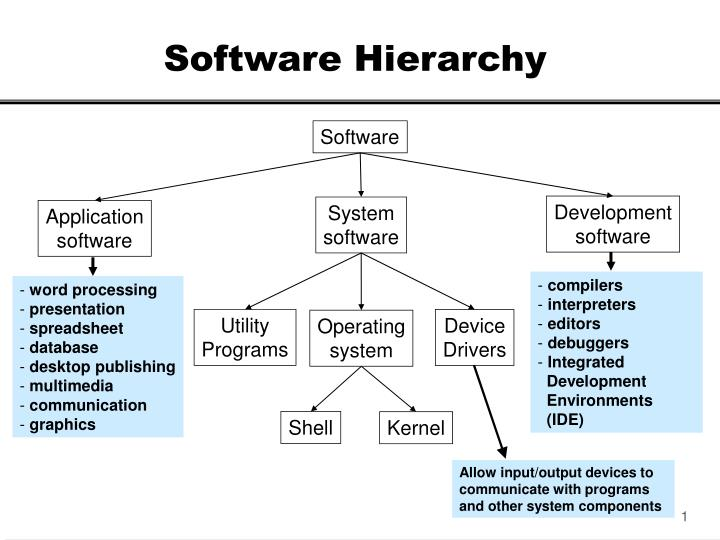 Software Hierarchy
Software
Application
software
System
software
Development
software
- word processing
- presentation
- spreadsheet
- database
- desktop publishing
- multimedia
- communication
- graphics
Utility
Programs
Operating
system
Device
Drivers
- compilers
- interpreters
- editors
- debuggers
- Integrated
Development
Environments
(IDE)
Shell
Kernel
Allow input/output devices to
communicate with programs
and other system components
1